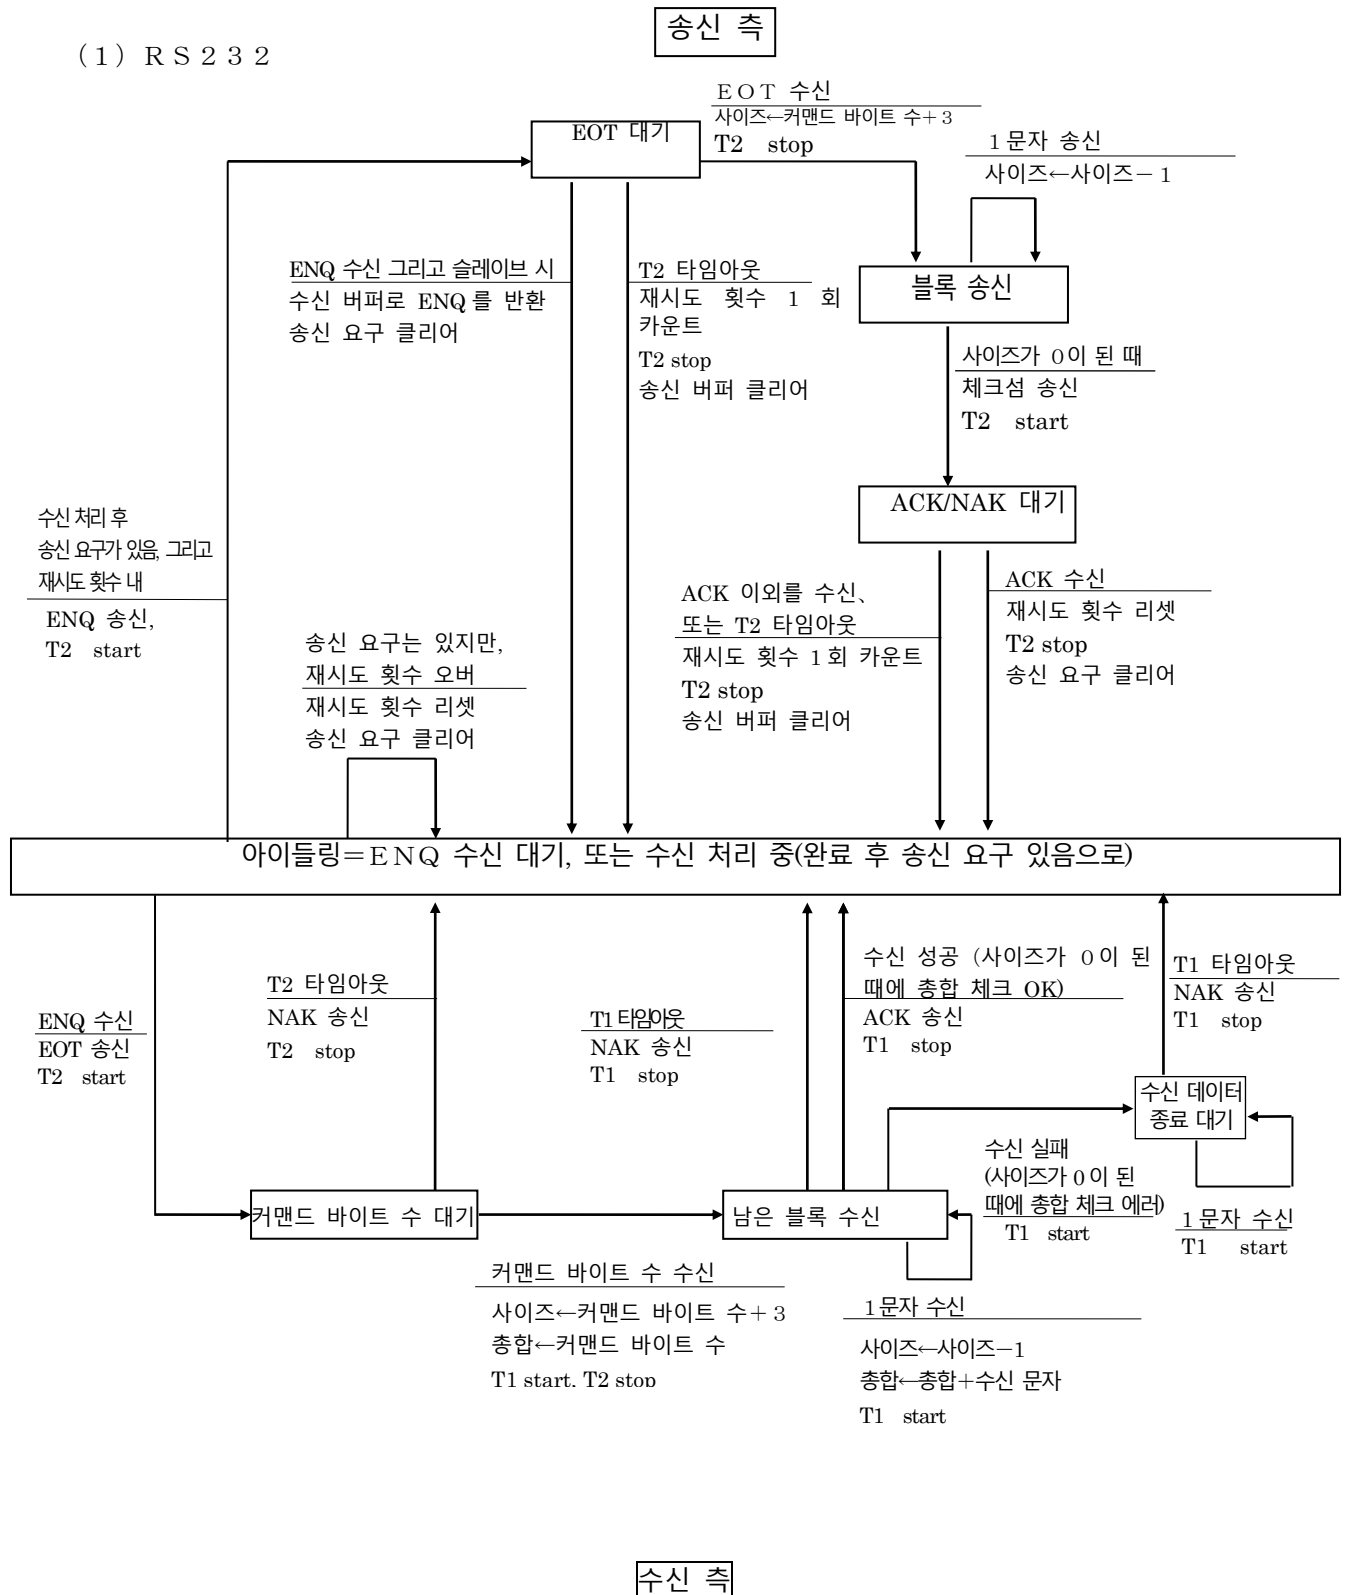 송신 측
(1) RS232
EOT 수신
사이즈←커맨드 바이트 수+3
T2 stop
EOT 대기
1문자 송신
사이즈←사이즈-1
ENQ 수신 그리고 슬레이브 시
수신 버퍼로 ENQ를 반환
송신 요구 클리어
T2 타임아웃
재시도 횟수 1 회
카운트
T2 stop
송신 버퍼 클리어
블록 송신
사이즈가 0이 된 때
체크섬 송신
T2 start
ACK/NAK 대기
수신 처리 후
송신 요구가 있음, 그리고
재시도 횟수 내
ENQ 송신,
T2 start
송신 요구는 있지만,
재시도 횟수 오버
재시도 횟수 리셋
송신 요구 클리어
ACK 이외를 수신、
또는 T2 타임아웃
재시도 횟수 1회 카운트
T2 stop
송신 버퍼 클리어
ACK 수신
재시도 횟수 리셋
T2 stop
송신 요구 클리어
아이들링=ENQ 수신 대기, 또는 수신 처리 중(완료 후 송신 요구 있음으로)
ENQ 수신
EOT 송신
T2 start
T2 타임아웃
NAK 송신
T2 stop
T1 타임아웃
NAK 송신
T1 stop
수신 성공 (사이즈가 0이 된
때에 총합 체크 OK)
ACK 송신
T1 stop
T1 타임아웃
NAK 송신
T1 stop
수신 데이터
종료 대기
수신 실패
(사이즈가 0이 된
때에 총합 체크 에러)
T1 start
1문자 수신
T1 start
커맨드 바이트 수 대기
남은 블록 수신
커맨드 바이트 수 수신
사이즈←커맨드 바이트 수+3
총합←커맨드 바이트 수
T1 start, T2 stop
1문자 수신
사이즈←사이즈-1
총합←총합+수신 문자
T1 start
수신 측